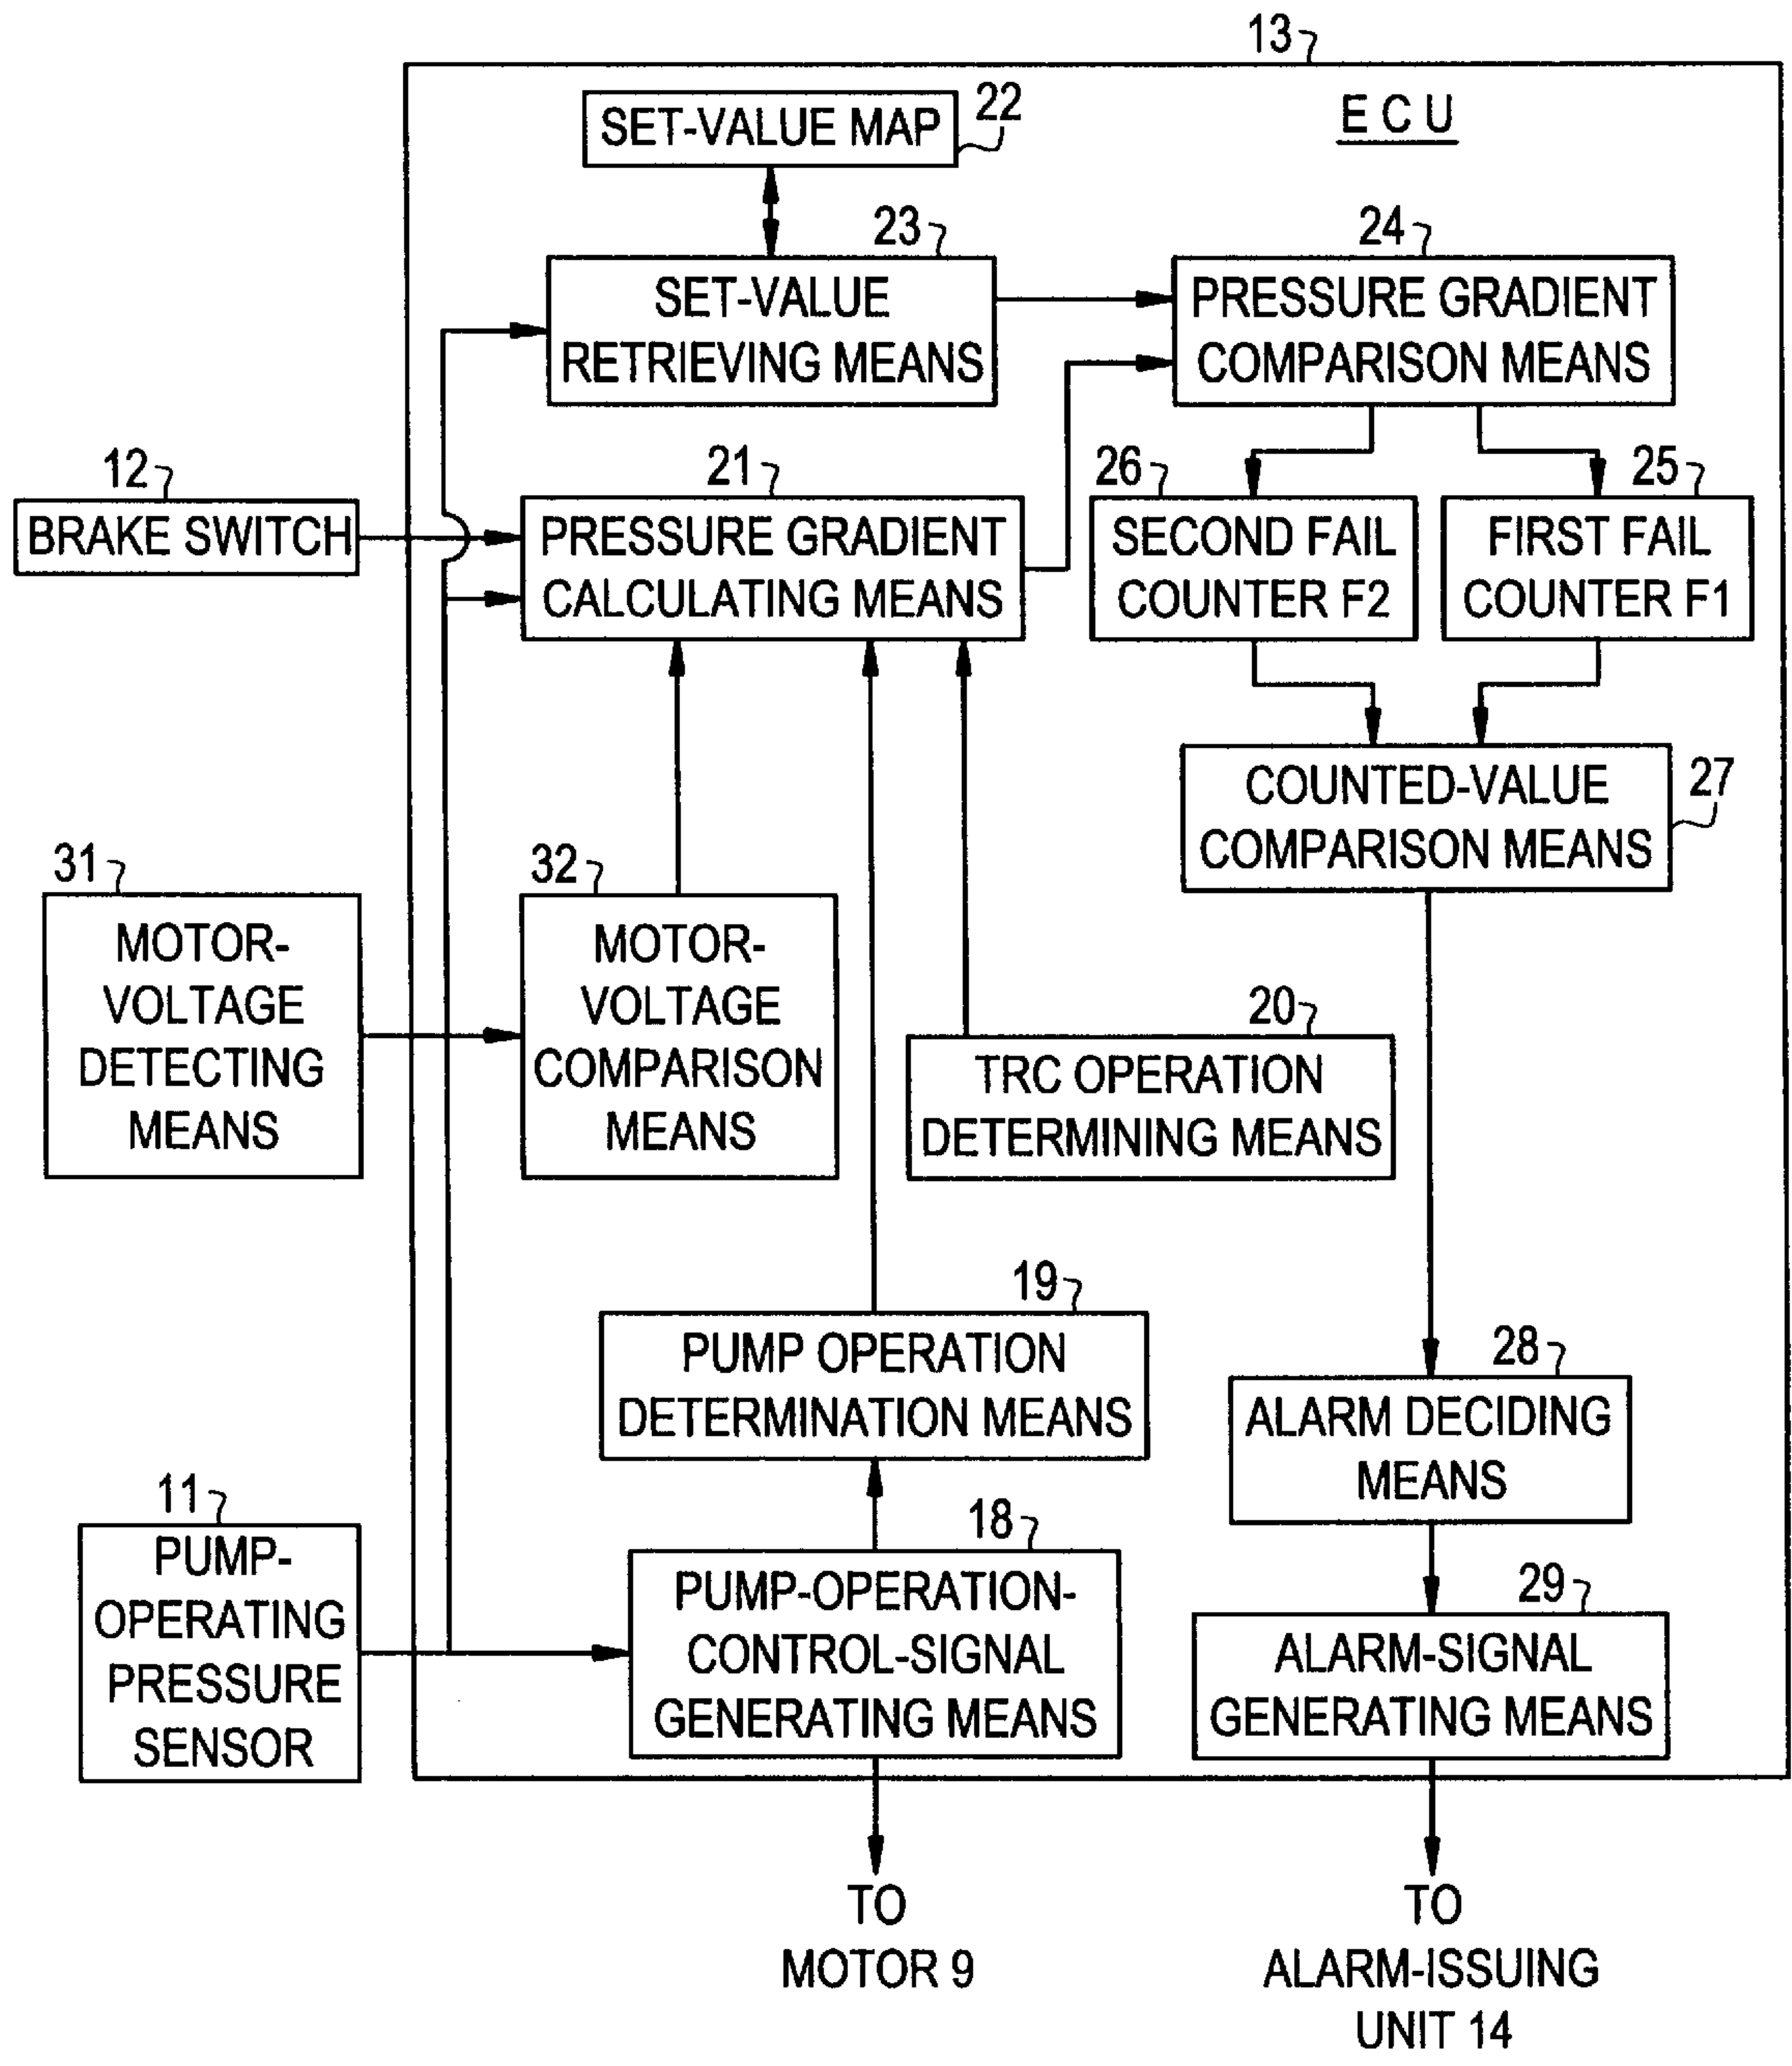 13
ECU
SET-VALUE MAP
22
23
SET-VALUE
RETRIEVING MEANS
24
PRESSURE GRADIENT
COMPARISON MEANS
12
BRAKE SWITCH
21
PRESSURE GRADIENT
CALCULATING MEANS
26
SECOND FAIL
COUNTER F2
25
FIRST FAIL
COUNTER F1
COUNTED-VALUE
COMPARISON MEANS
27
31
MOTOR-
VOLTAGE
DETECTING
MEANS
32
MOTOR-
VOLTAGE
COMPARISON
MEANS
20
TRC OPERATION
DETERMINING MEANS
19
PUMP OPERATION
DETERMINATION MEANS
28
ALARM DECIDING
MEANS
11
PUMP-
OPERATING
PRESSURE
SENSOR
18
PUMP-OPERATION-
CONTROL-SIGNAL
GENERATING MEANS
29
ALARM-SIGNAL
GENERATING MEANS
TO
MOTOR 9
TO
ALARM-ISSUING
UNIT 14